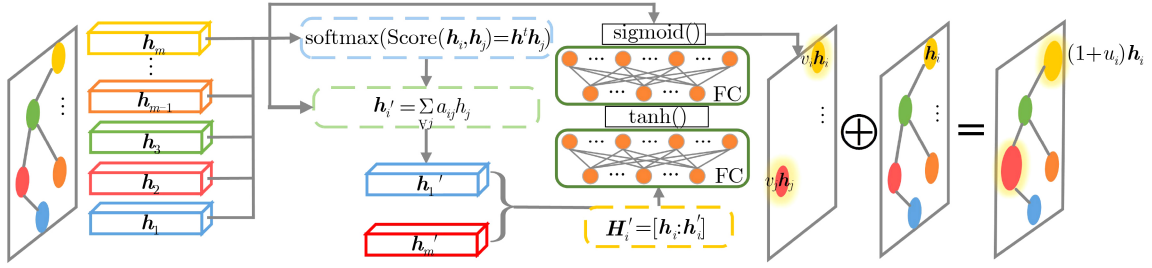 h_m
⋮
h_{m-1}
h_3
h_2
h_1
⋮
softmax(Score(h_i,h_j)=h^t h_j)
h_i' = ∑_{∀j} a_{ij} h_j
h_1'
h_m'
sigmoid()
··· ···
··· ···
FC
tanh()
··· ···
··· ···
FC
H_i'=[h_i:h_i']
v_i h_i
⋮
v_j h_j
⊕
h_i
⋮
=
(1+u_i)h_i
⋮